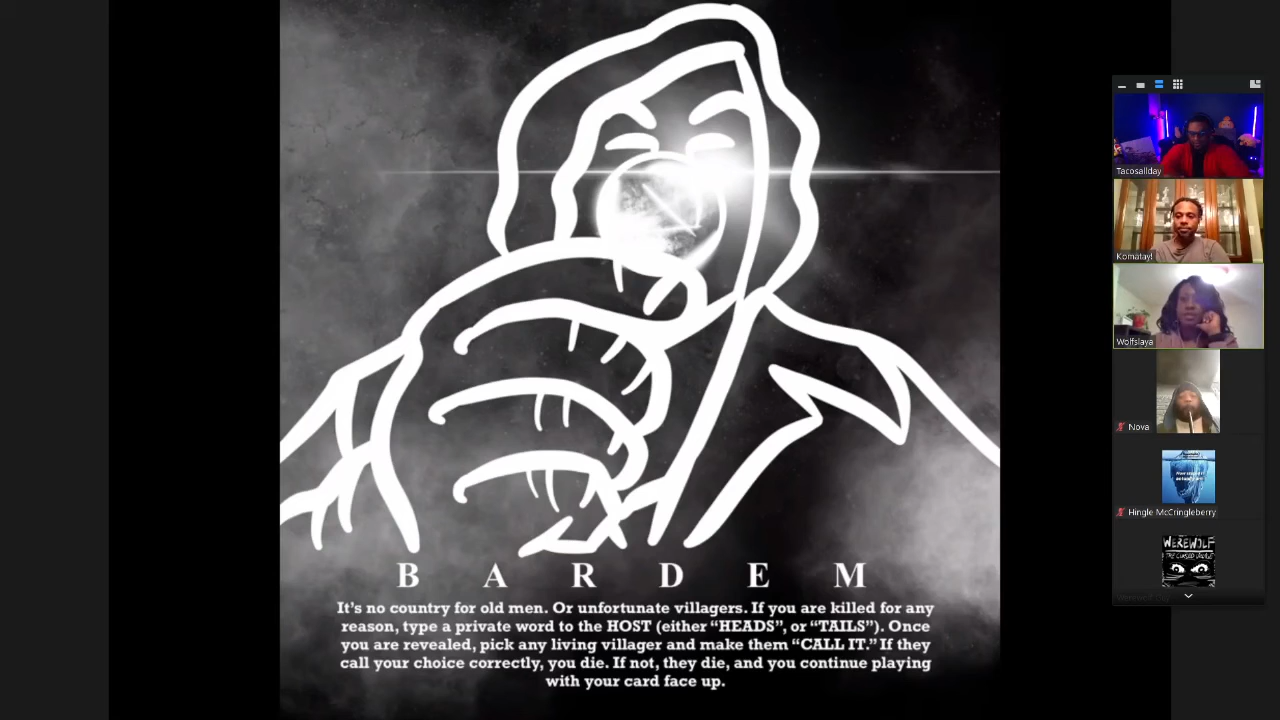 Tacosallday
Komatay!
Wolfslaya
Nova
Hingle McCringleberry
WEREWOLF
B A R D E M
It's no country for old men. Or unfortunate villagers. If you are killed for any
reason, type a private word to the HOST (either "HEADS", or "TAILS"). Once
you are revealed, pick any living villager and make them "CALL IT." If they
call your choice correctly, you die. If not, they die, and you continue playing
with your card face up.